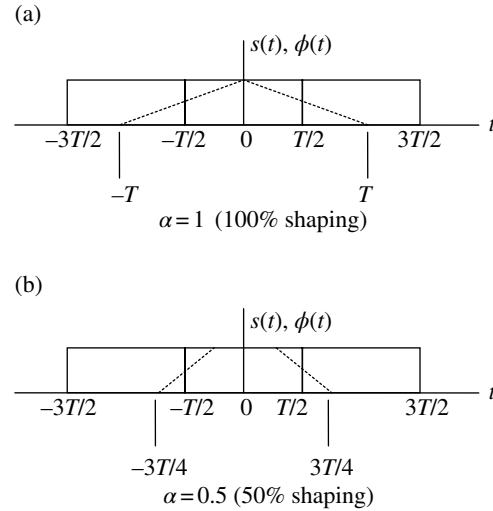 (a)
s(t), ϕ(t)
−3T/2 −T/2 0 T/2 3T/2 t
−T T
α = 1 (100% shaping)
(b)
s(t), ϕ(t)
−3T/2 −T/2 0 T/2 3T/2 t
−3T/4 3T/4
α = 0.5 (50% shaping)